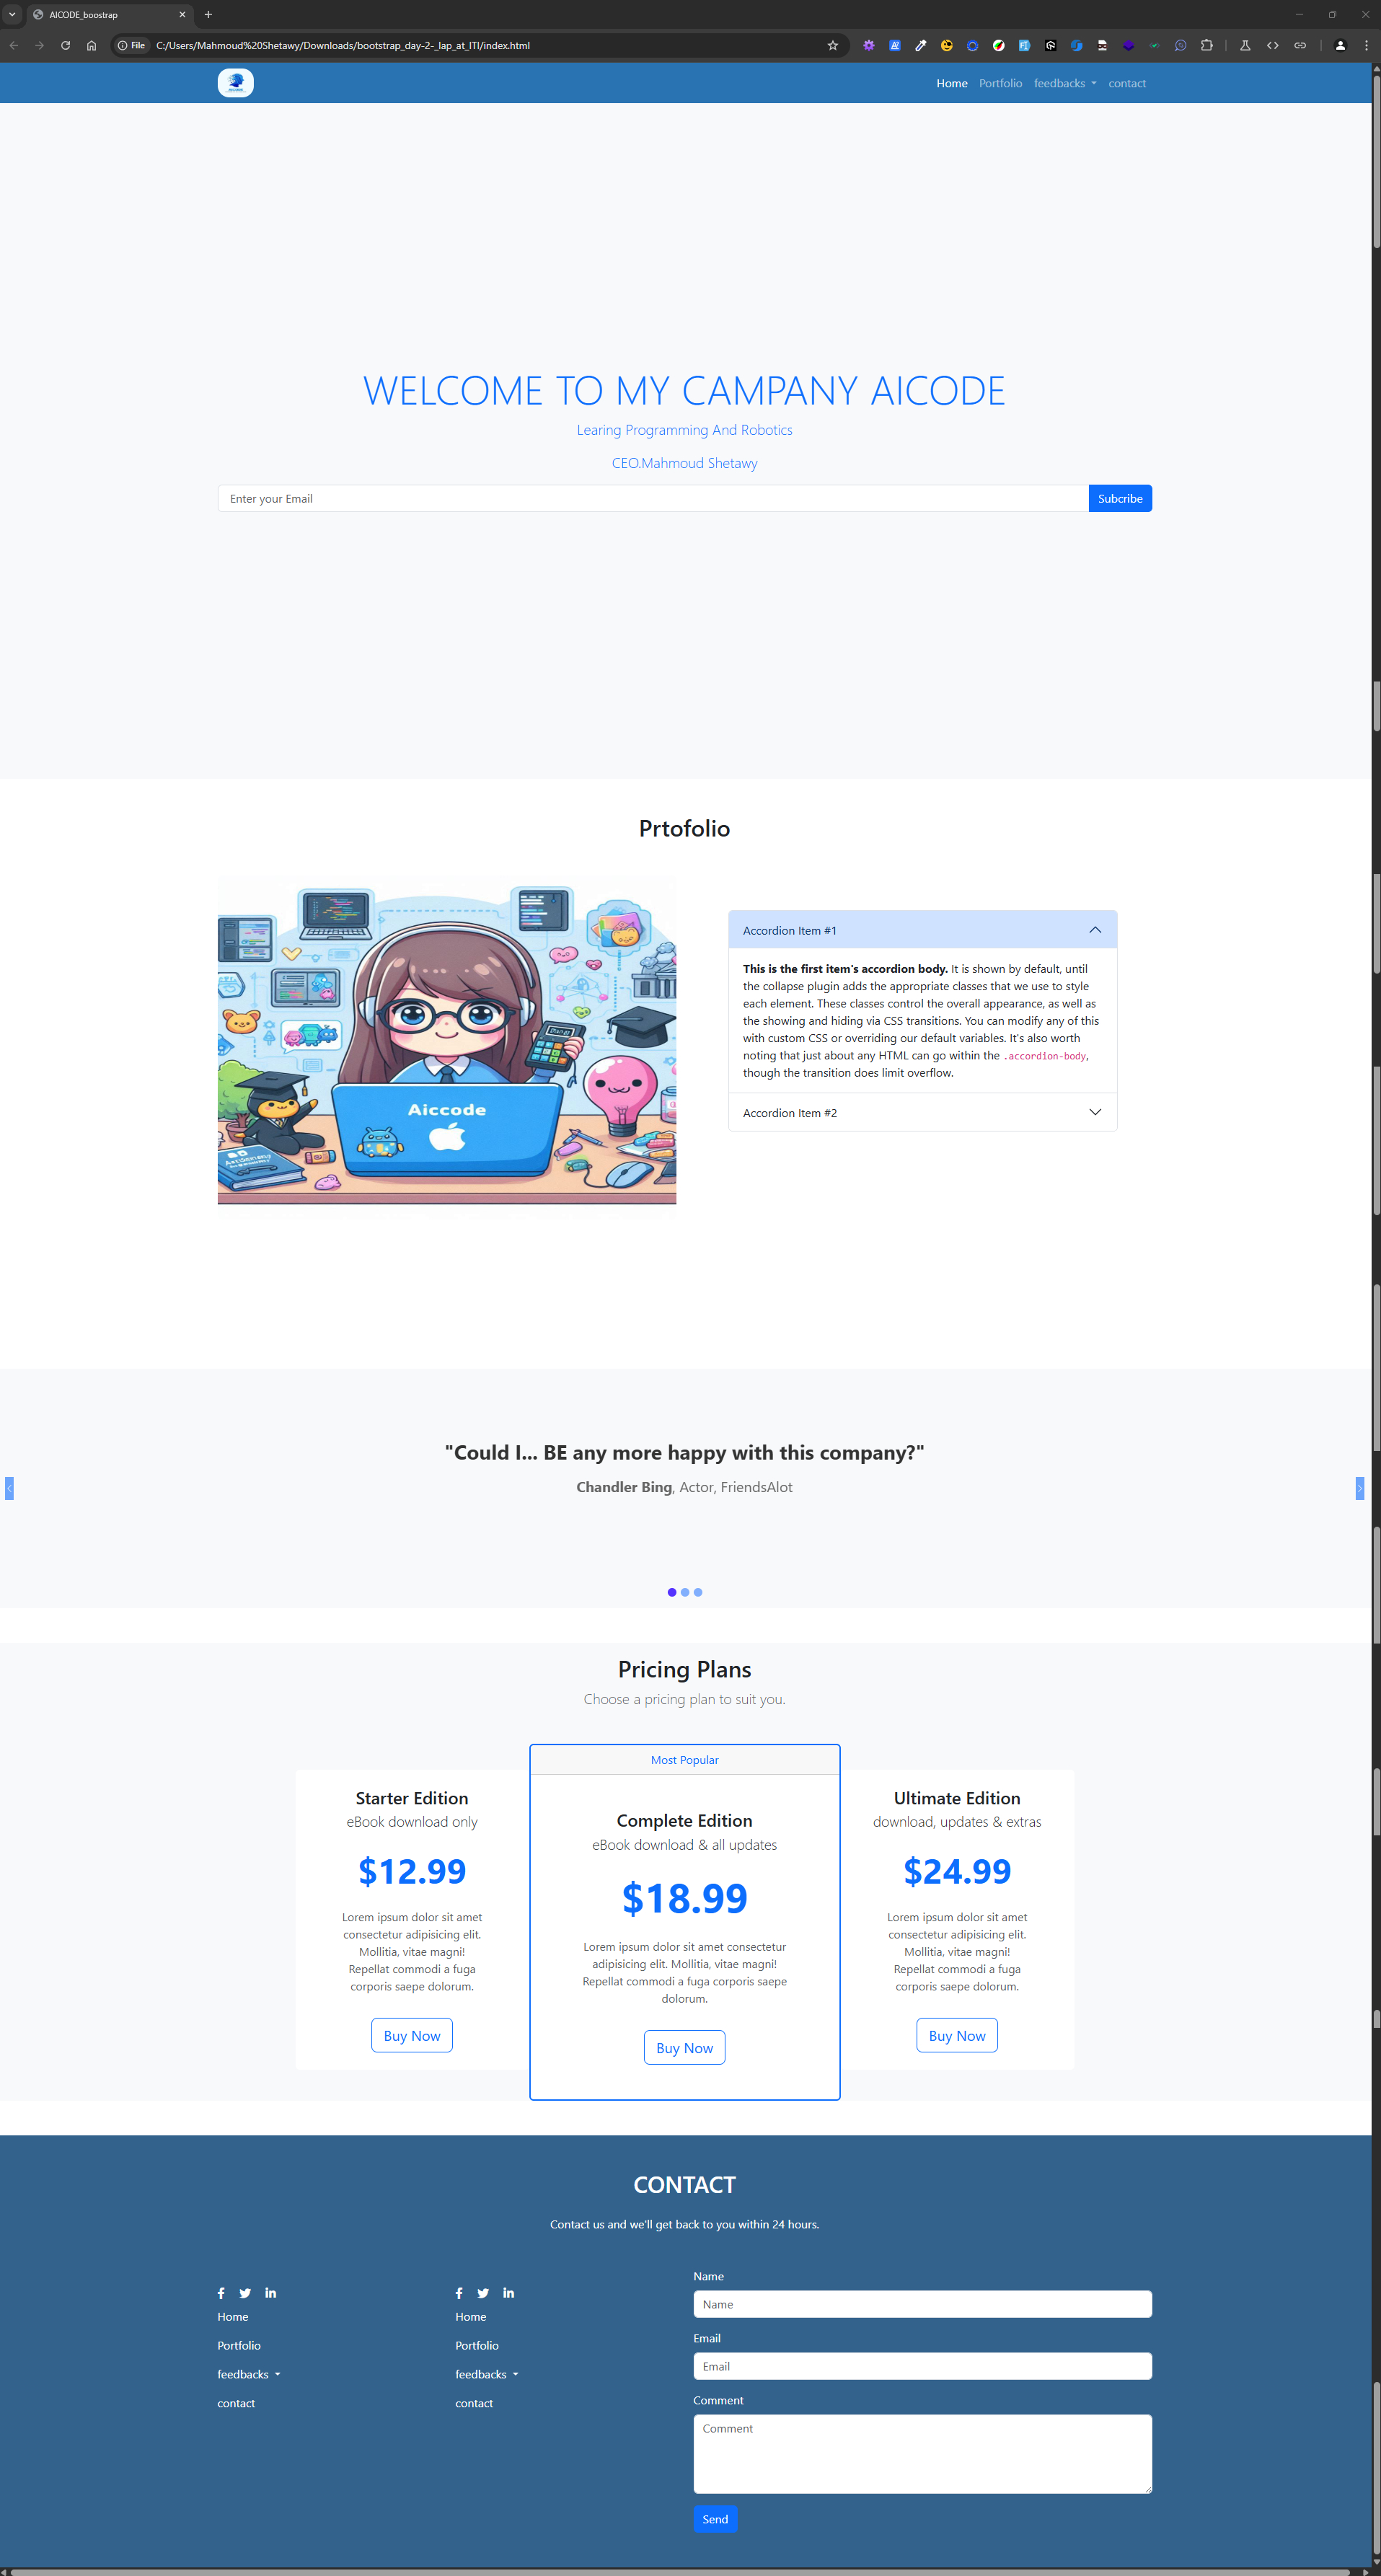 AICODE_boostrap
File
C:/Users/Mahmoud%20Shetawy/Downloads/bootstrap_day-2-_lap_at_ITI/index.html
Home
Portfolio
feedbacks
contact
WELCOME TO MY CAMPANY AICODE
Learing Programming And Robotics
CEO.Mahmoud Shetawy
Enter your Email
Subcribe
Prtofolio
Aiccode
Accordion Item #1
This is the first item's accordion body. It is shown by default, until
the collapse plugin adds the appropriate classes that we use to style
each element. These classes control the overall appearance, as well as
the showing and hiding via CSS transitions. You can modify any of this
with custom CSS or overriding our default variables. It's also worth
noting that just about any HTML can go within the .accordion-body,
though the transition does limit overflow.
Accordion Item #2
"Could I... BE any more happy with this company?"
Chandler Bing, Actor, FriendsAlot
Pricing Plans
Choose a pricing plan to suit you.
Starter Edition
eBook download only
$12.99
Lorem ipsum dolor sit amet
consectetur adipisicing elit.
Mollitia, vitae magni!
Repellat commodi a fuga
corporis saepe dolorum.
Buy Now
Most Popular
Complete Edition
eBook download & all updates
$18.99
Lorem ipsum dolor sit amet consectetur
adipisicing elit. Mollitia, vitae magni!
Repellat commodi a fuga corporis saepe
dolorum.
Buy Now
Ultimate Edition
download, updates & extras
$24.99
Lorem ipsum dolor sit amet
consectetur adipisicing elit.
Mollitia, vitae magni!
Repellat commodi a fuga
corporis saepe dolorum.
Buy Now
CONTACT
Contact us and we'll get back to you within 24 hours.
Home
Portfolio
feedbacks
contact
Home
Portfolio
feedbacks
contact
Name
Name
Email
Email
Comment
Comment
Send